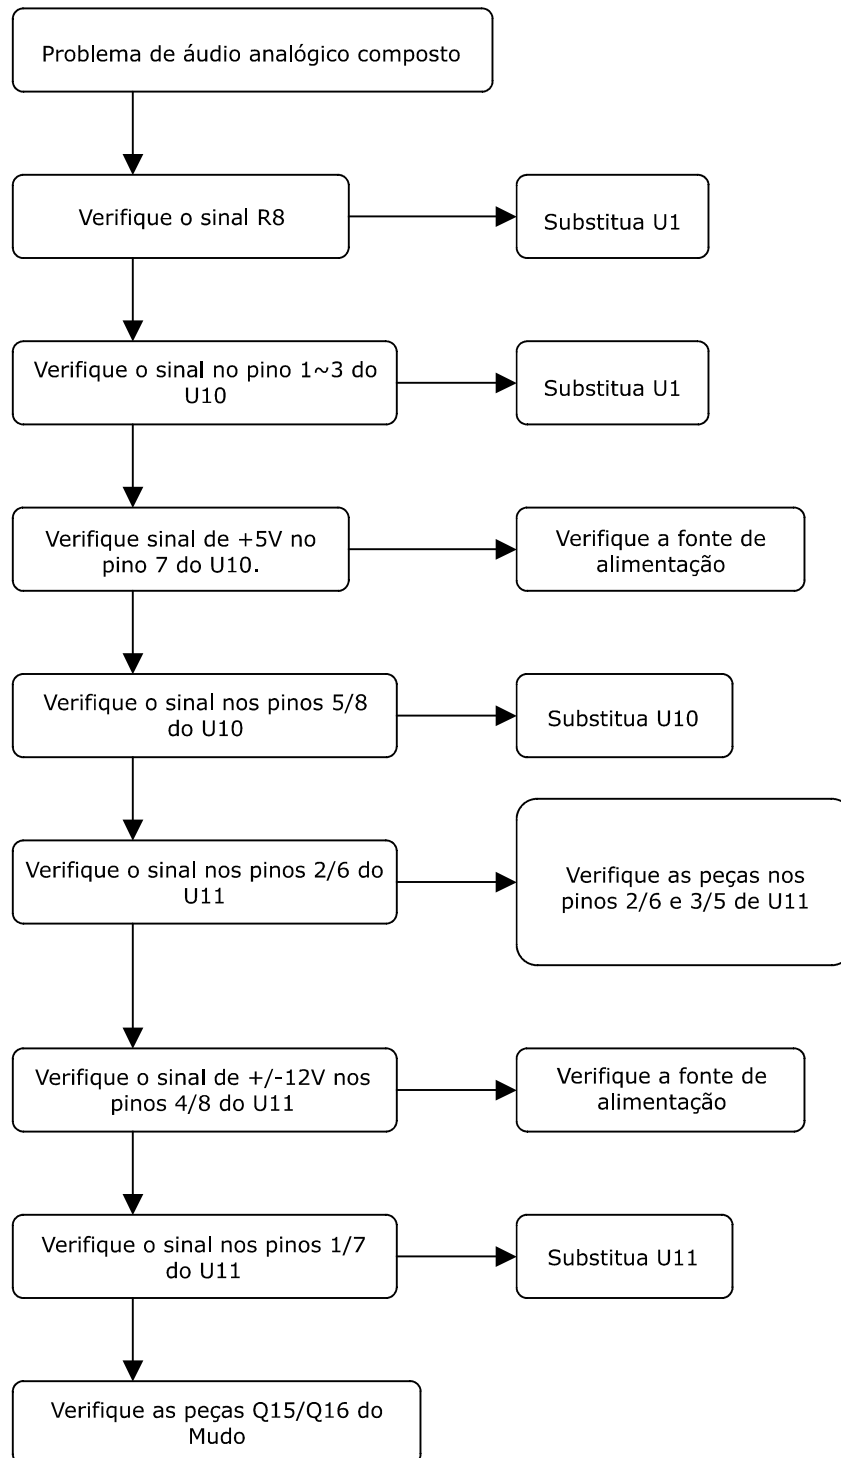 Problema de áudio analógico composto
Verifique o sinal R8
Substitua U1
Verifique o sinal no pino 1~3 do
U10
Substitua U1
Verifique sinal de +5V no
pino 7 do U10.
Verifique a fonte de
alimentação
Verifique o sinal nos pinos 5/8
do U10
Substitua U10
Verifique o sinal nos pinos 2/6 do
U11
Verifique as peças nos
pinos 2/6 e 3/5 de U11
Verifique o sinal de +/-12V nos
pinos 4/8 do U11
Verifique a fonte de
alimentação
Verifique o sinal nos pinos 1/7
do U11
Substitua U11
Verifique as peças Q15/Q16 do
Mudo